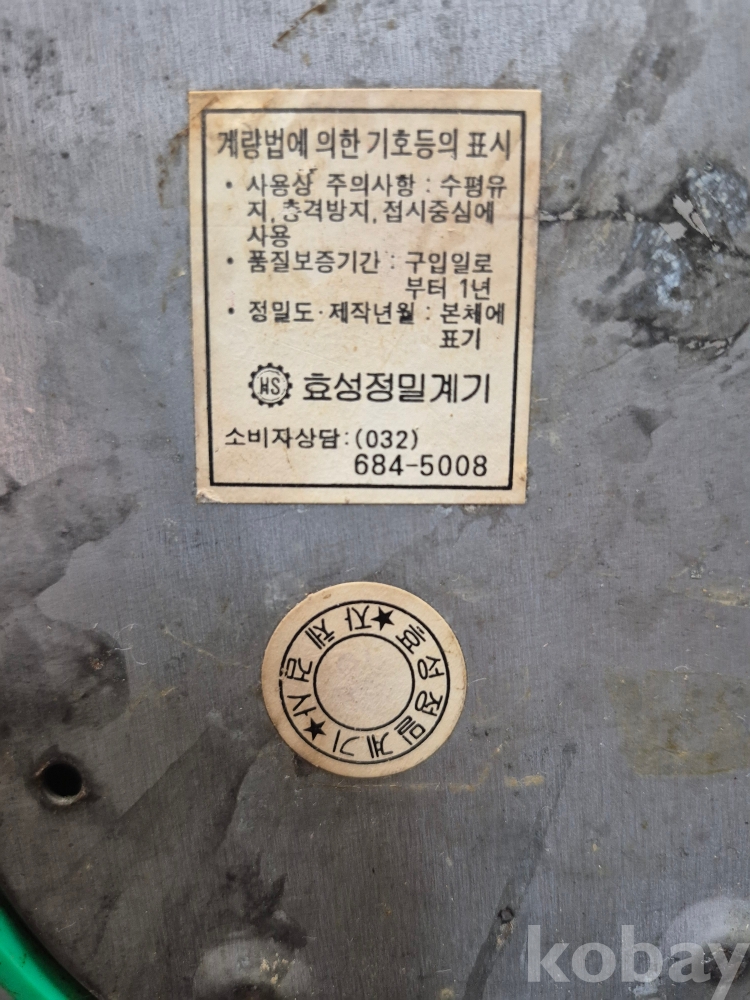 계량법에 의한 기호등의 표시
• 사용상 주의사항 : 수평유
지, 충격방지, 접시중심에
사용
• 품질보증기간 : 구입일로
부터 1년
• 정밀도·제작년월 : 본체에
표기
HS 효성정밀계기
소비자상담:(032)
684-5008
효성정밀계기★자체검사★
kobay